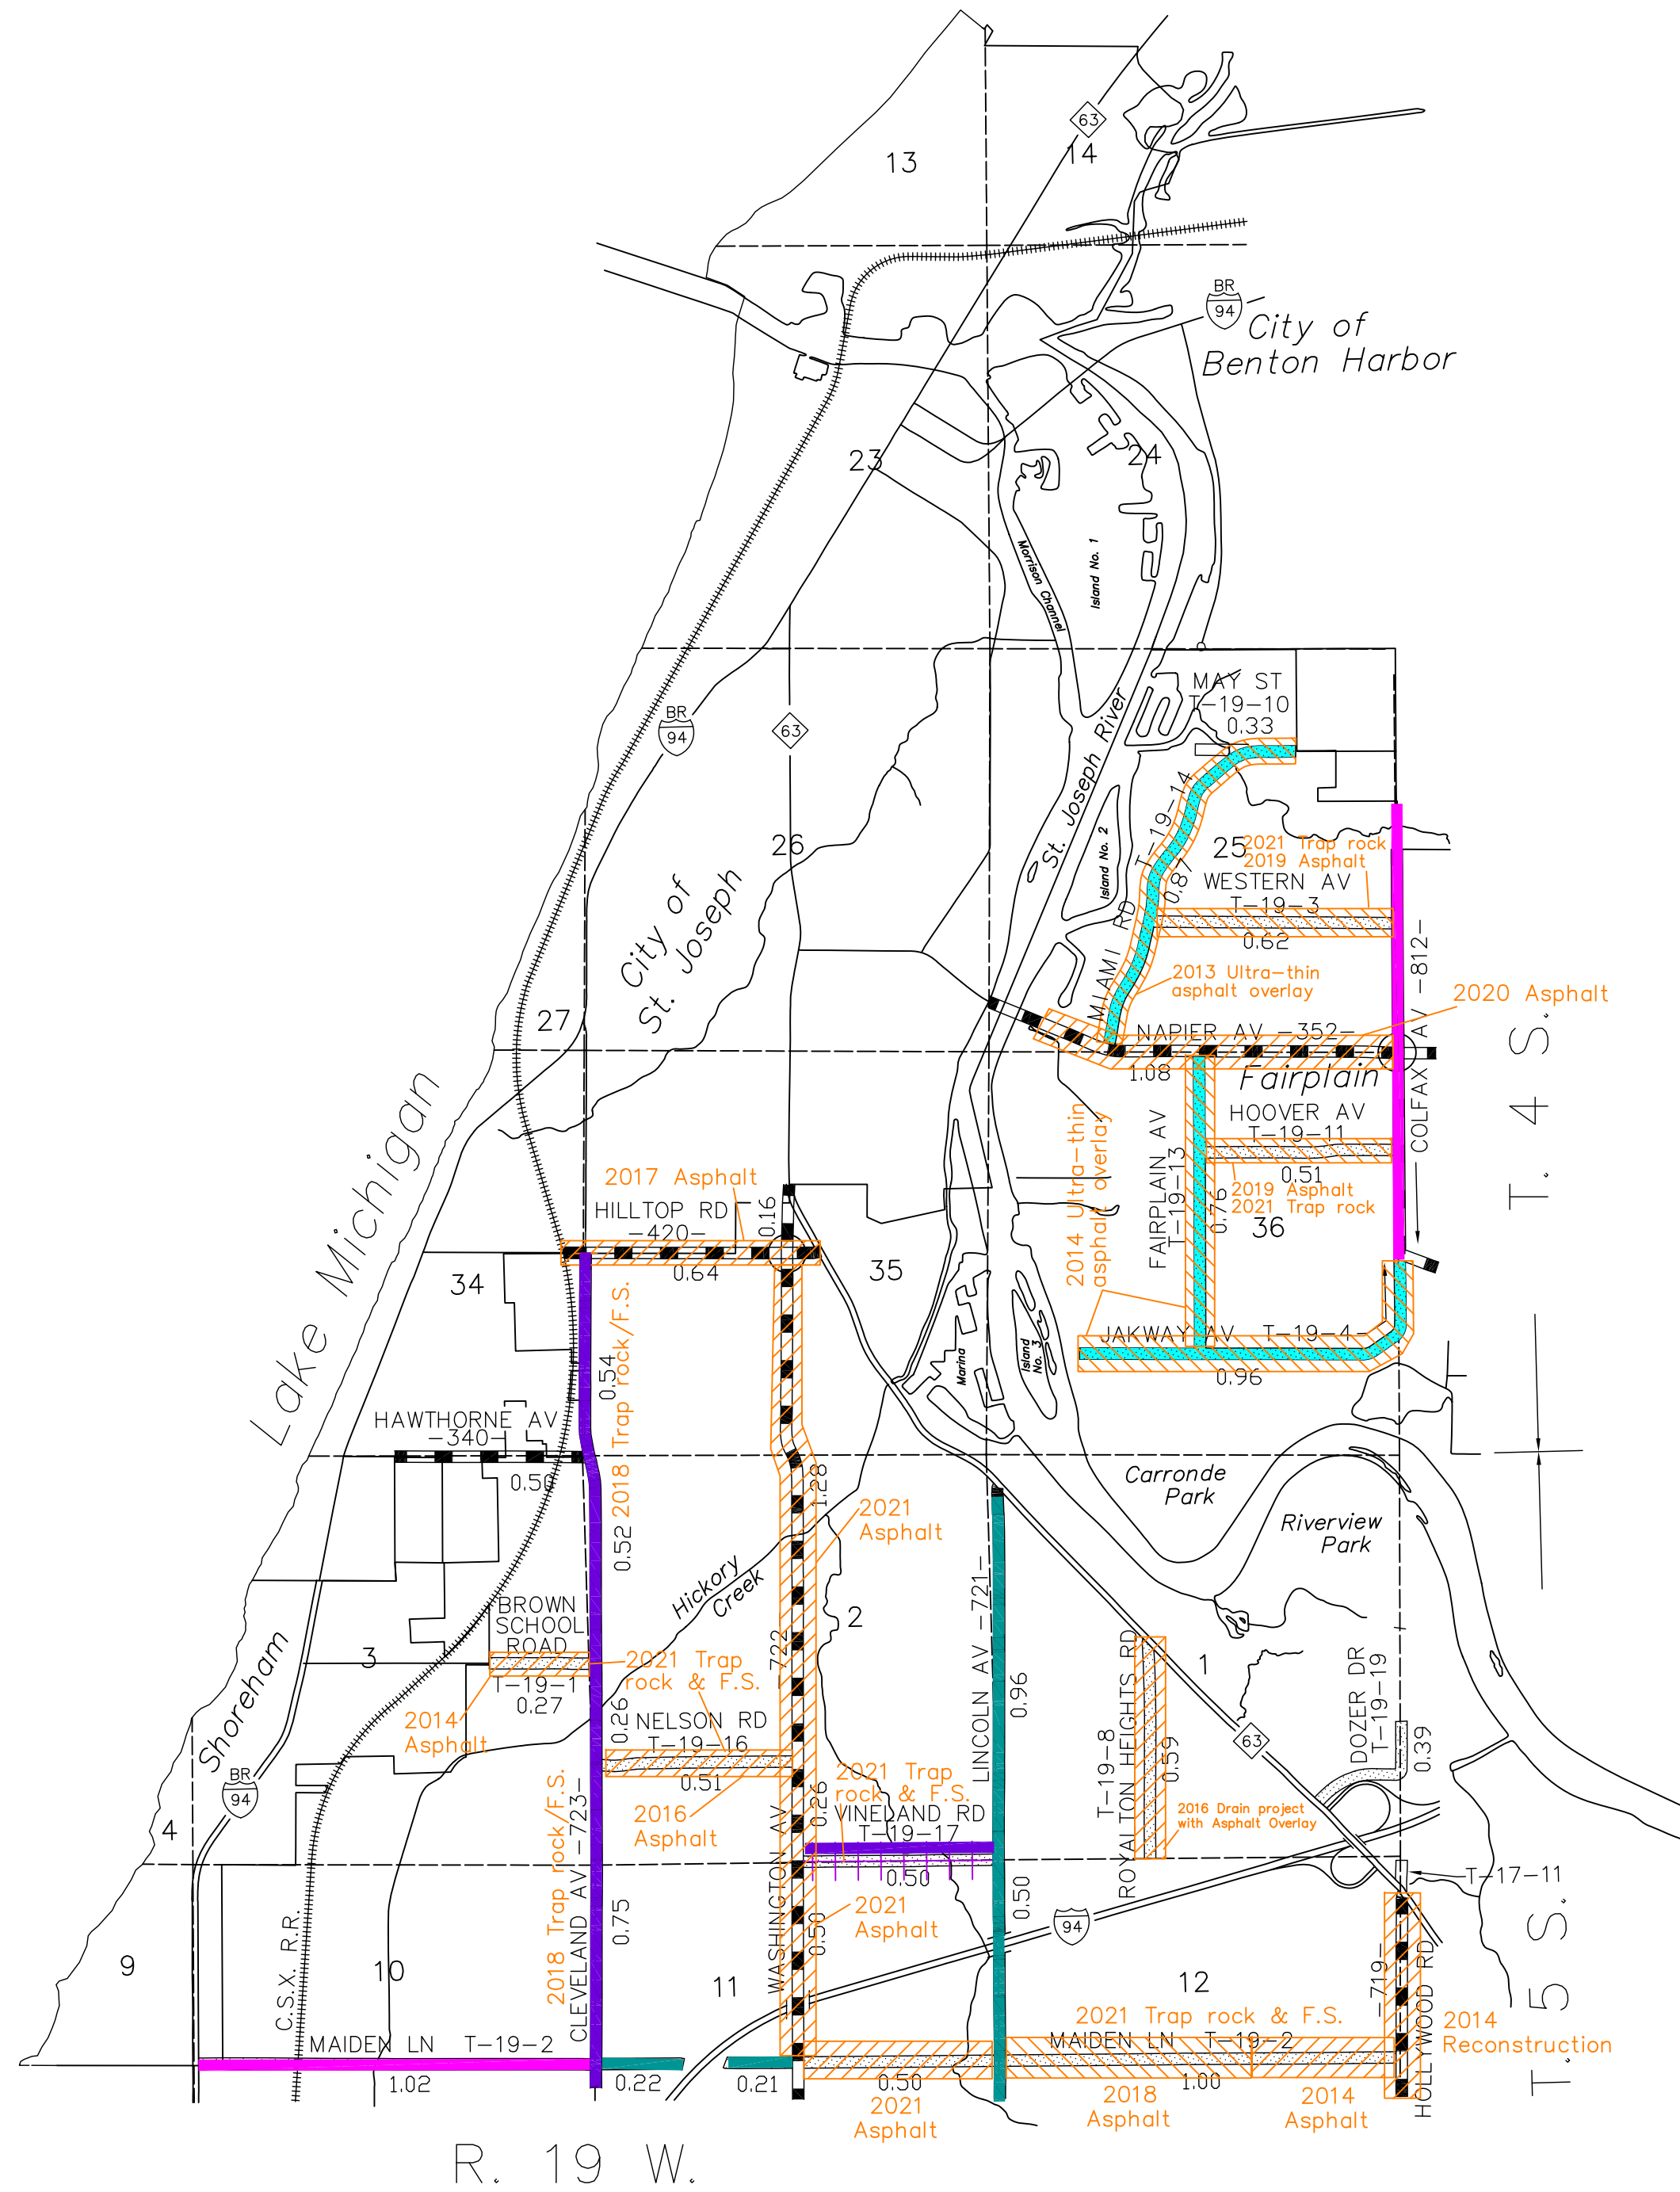 63
13
14
BR
94
City of
Benton Harbor
23
24
Morrison Channel
Island No. 1
MAY ST
T-19-10
0.33
BR
94
63
St. Joseph River
MIAMI RD T-19-14
0.87
Island No. 2
25
2021 Trap rock
2019 Asphalt
WESTERN AV
T-19-3
0.62
26
City of
St. Joseph
2013 Ultra-thin
asphalt overlay
2020 Asphalt
27
NAPIER AV -352-
1.08
Fairplain
COLFAX AV -812-
T. 4 S.
Lake Michigan
HOOVER AV
T-19-11
0.51
2014 Ultra-thin
asphalt overlay
FAIRPLAIN AV
T-19-13
0.76
2019 Asphalt
2021 Trap rock
36
2017 Asphalt
HILLTOP RD
-420-
0.16
0.64
35
34
JAKWAY AV T-19-4-
0.96
Marina
Island
No. 3
0.54
2018 Trap rock/F.S.
HAWTHORNE AV
-340-
0.50
1.28
Carronde
Park
Riverview
Park
2021
Asphalt
0.52
Hickory
Creek
LINCOLN AV -721-
BROWN
SCHOOL
ROAD
T-19-1
0.27
3
2
1
-722-
2021 Trap
rock & F.S.
Shoreham
2014
Asphalt
0.26
NELSON RD
T-19-16
0.51
0.96
T-19-8
ROYALTON HEIGHTS RD
0.59
63
DOZER DR
T-19-19
0.39
BR
94
2016
Asphalt
2021 Trap
rock & F.S.
0.26
VINELAND RD
T-19-17
0.50
2016 Drain project
with Asphalt Overlay
4
2018 Trap rock/F.S.
CLEVELAND AV -723-
0.75
WASHINGTON AV
0.50
2021
Asphalt
0.50
94
T-17-11
9
10
11
12
C.S.X. R.R.
-719-
HOLLYWOOD RD
2014
Reconstruction
T. 5 S.
2021 Trap rock & F.S.
MAIDEN LN T-19-2
MAIDEN LN T-19-2
1.02
0.22
0.21
0.50
1.00
2021
Asphalt
2018
Asphalt
2014
Asphalt
R. 19 W.